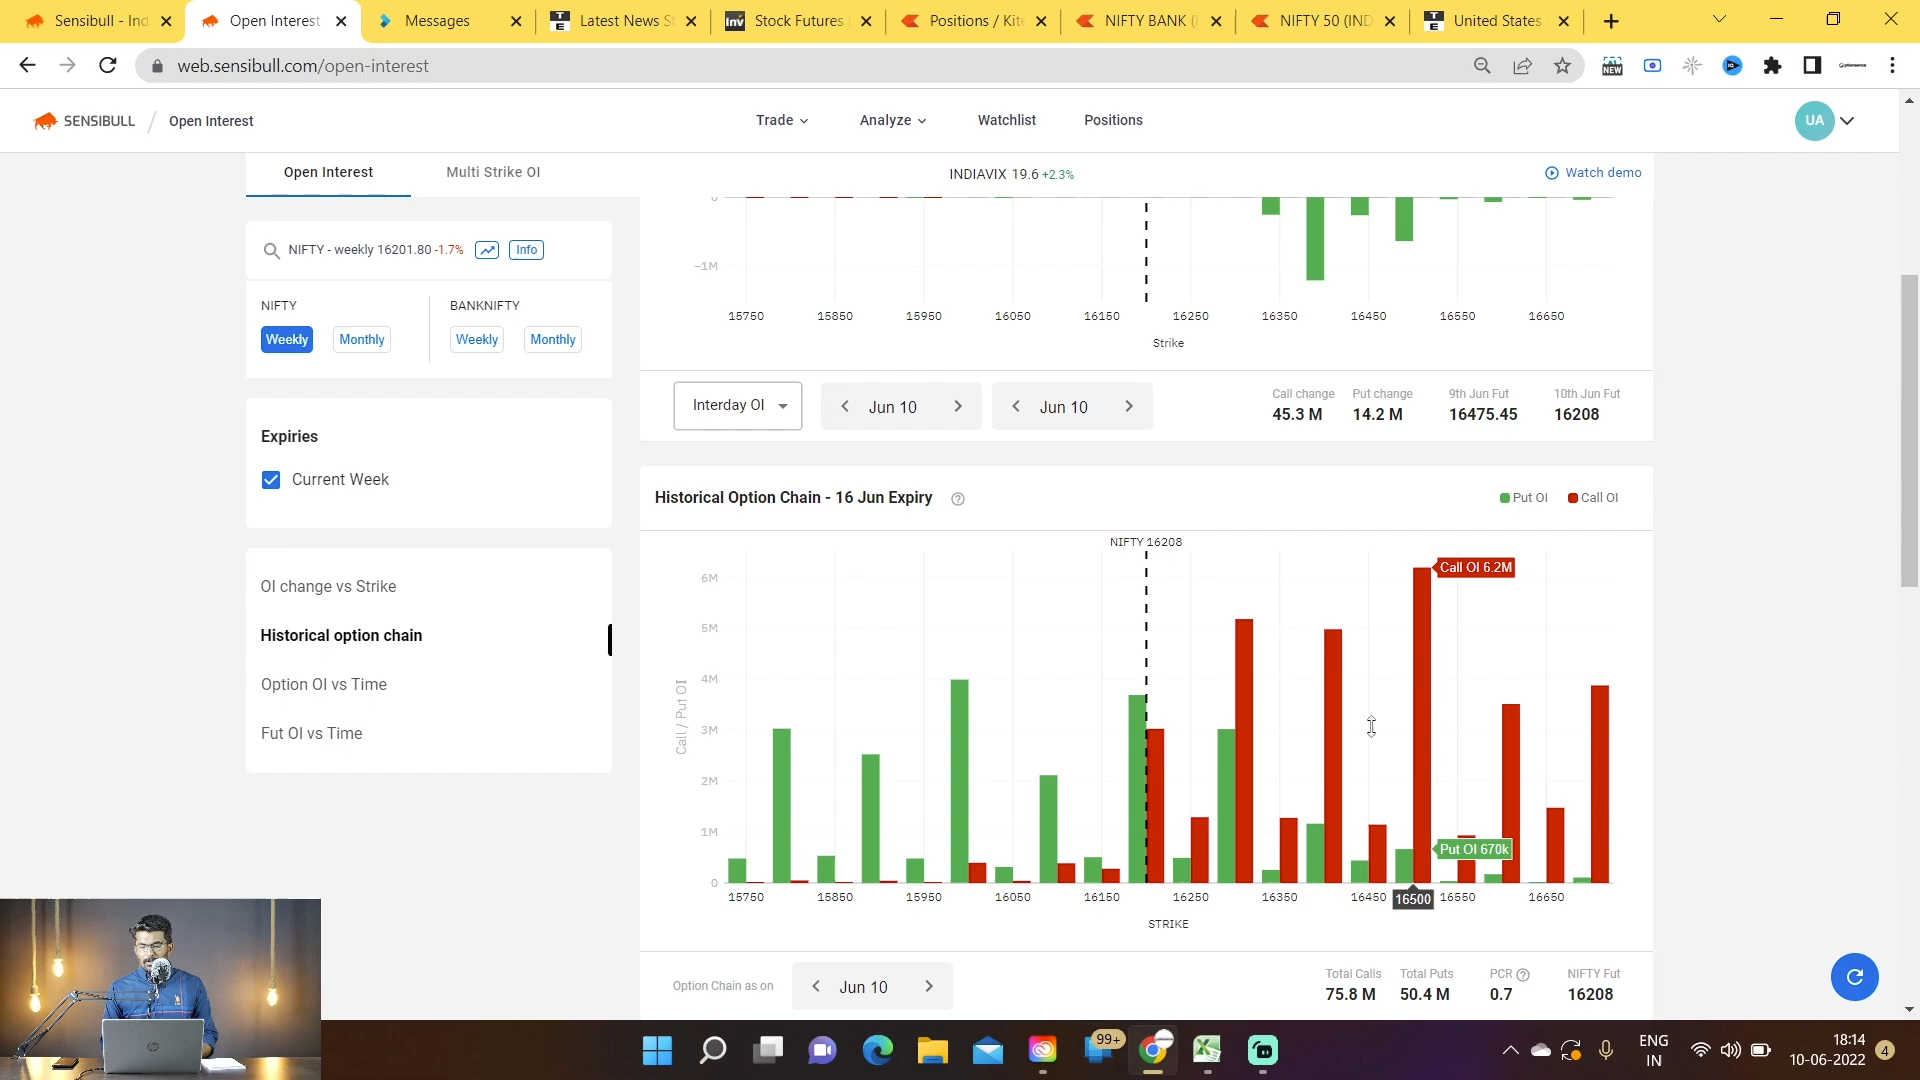 Sensibull - Ind
Open Interest
Messages
Latest News St
Stock Futures
Positions / Kite
NIFTY BANK (I
NIFTY 50 (IND
United States
web.sensibull.com/open-interest
SENSIBULL / Open Interest
Trade
Analyze
Watchlist
Positions
UA
Open Interest
Multi Strike OI
INDIAVIX 19.6 +2.3%
Watch demo
NIFTY - weekly 16201.80 -1.7%
Info
NIFTY
BANKNIFTY
Weekly
Monthly
Weekly
Monthly
Expiries
Current Week
OI change vs Strike
Historical option chain
Option OI vs Time
Fut OI vs Time
0
−1M
15750 15850 15950 16050 16150 16250 16350 16450 16550 16650
Strike
Interday OI
Jun 10
Jun 10
Call change
45.3 M
Put change
14.2 M
9th Jun Fut
16475.45
10th Jun Fut
16208
Historical Option Chain - 16 Jun Expiry
Put OI
Call OI
NIFTY 16208
6M
5M
4M
3M
2M
1M
0
Call / Put OI
Call OI 6.2M
Put OI 670k
15750 15850 15950 16050 16150 16250 16350 16450 16500 16550 16650
STRIKE
Option Chain as on
Jun 10
Total Calls
75.8 M
Total Puts
50.4 M
PCR
0.7
NIFTY Fut
16208
hp
99+
ENG
IN
18:14
10-06-2022
4